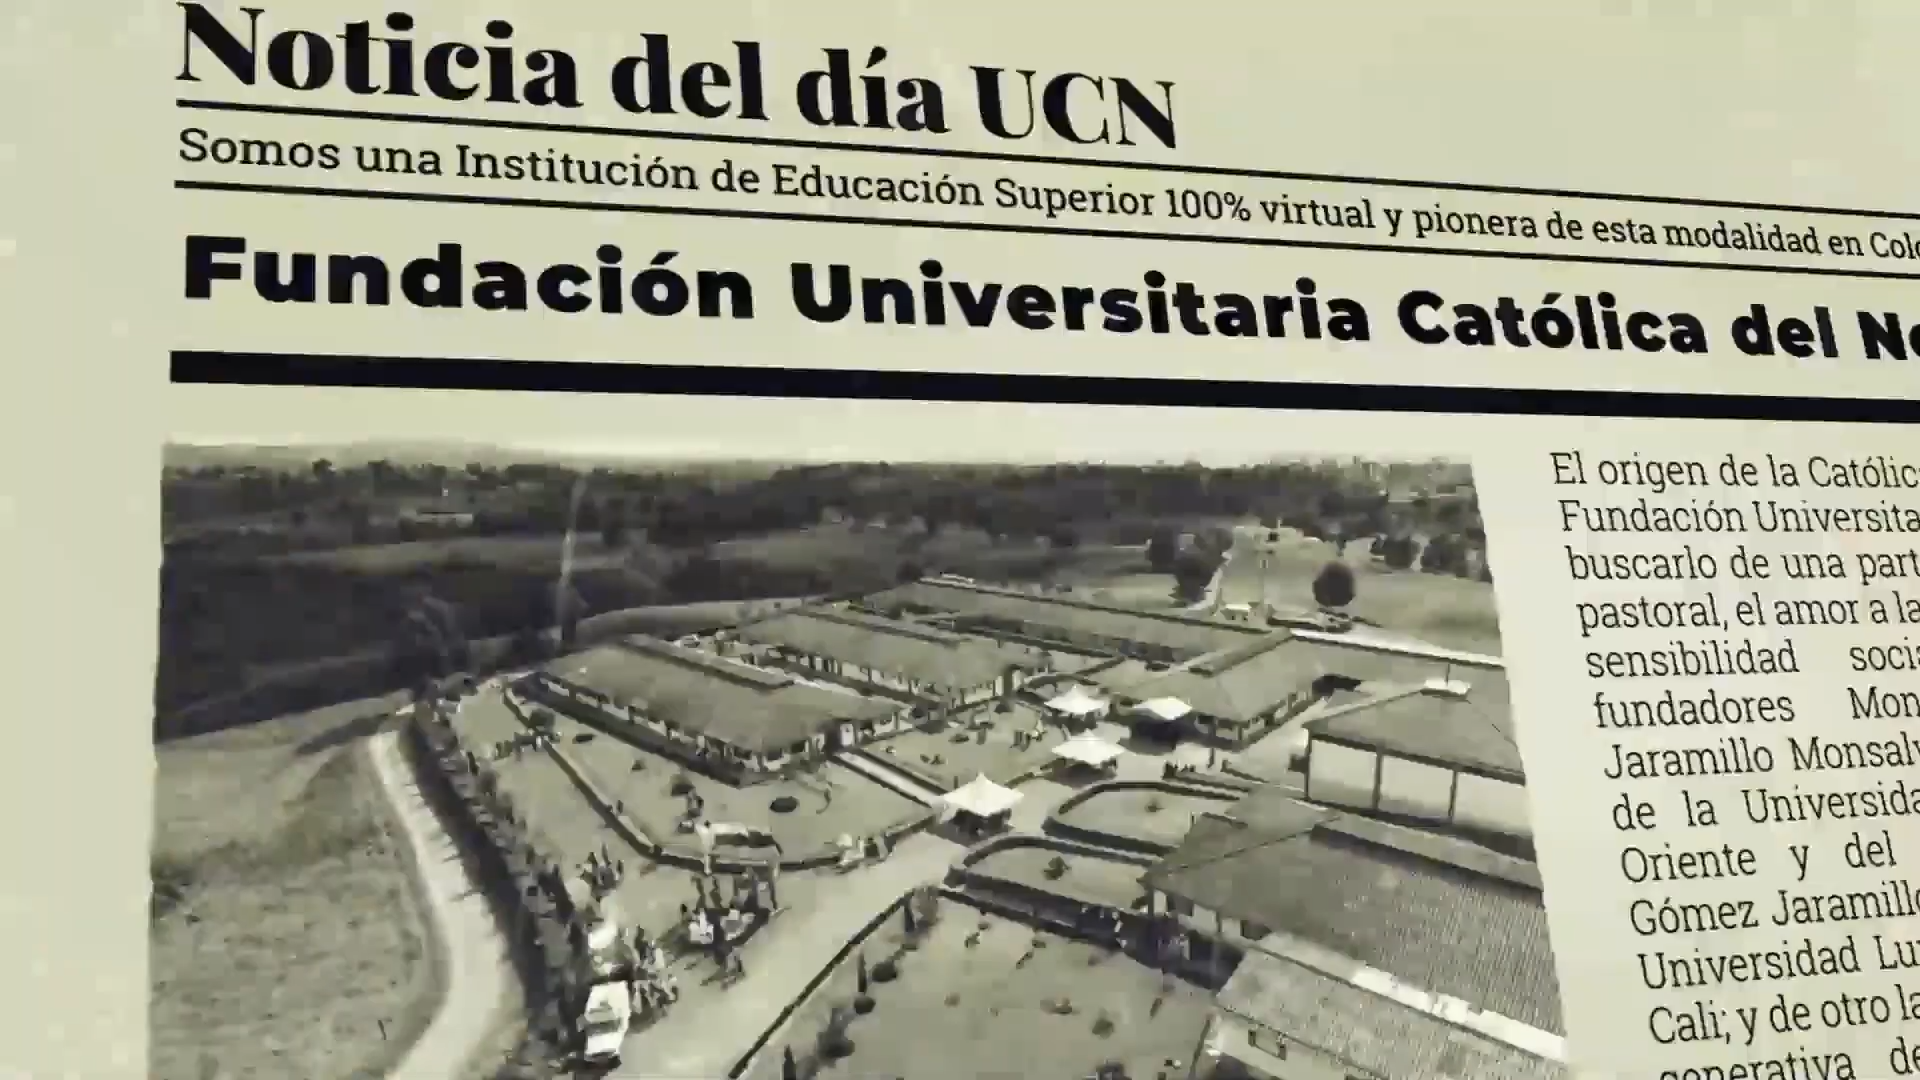 Noticia del día UCN
Somos una Institución de Educación Superior 100% virtual y pionera de esta modalidad en
Fundación Universitaria Católica del
El origen de la
Fundación
buscarlo de una
pastoral, el amor a
sensibilidad
fundadores
Jaramillo
de la
Oriente y del
Gómez
Universidad
Cali; y de otro